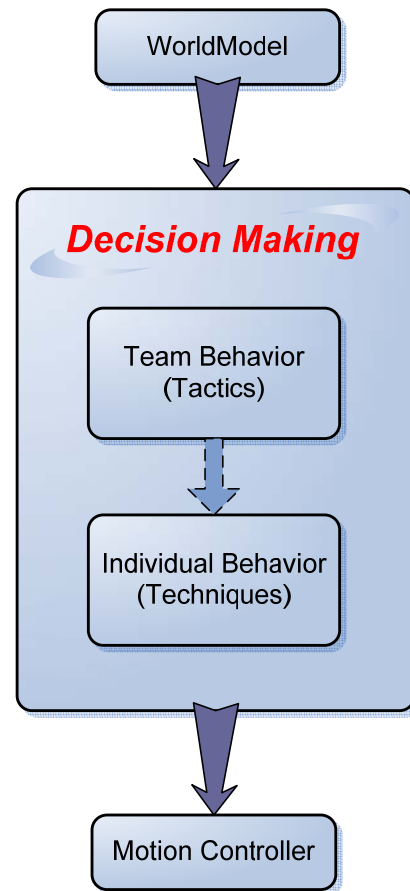 WorldModel
Decision Making
Team Behavior
(Tactics)
Individual Behavior
(Techniques)
Motion Controller